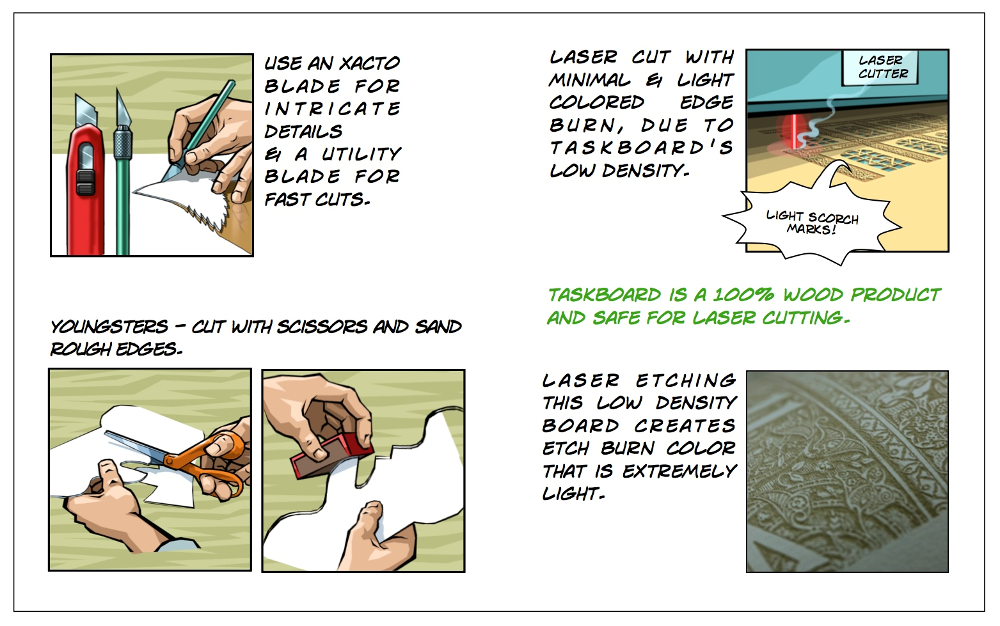 USE AN XACTO
BLADE FOR
INTRICATE
DETAILS
& A UTILITY
BLADE FOR
FAST CUTS.
YOUNGSTERS – CUT WITH SCISSORS AND SAND
ROUGH EDGES.
LASER CUT WITH
MINIMAL & LIGHT
COLORED EDGE
BURN, DUE TO
TASKBOARD'S
LOW DENSITY.
LASER
CUTTER
LIGHT SCORCH
MARKS!
TASKBOARD IS A 100% WOOD PRODUCT
AND SAFE FOR LASER CUTTING.
LASER ETCHING
THIS LOW DENSITY
BOARD CREATES
ETCH BURN COLOR
THAT IS EXTREMELY
LIGHT.